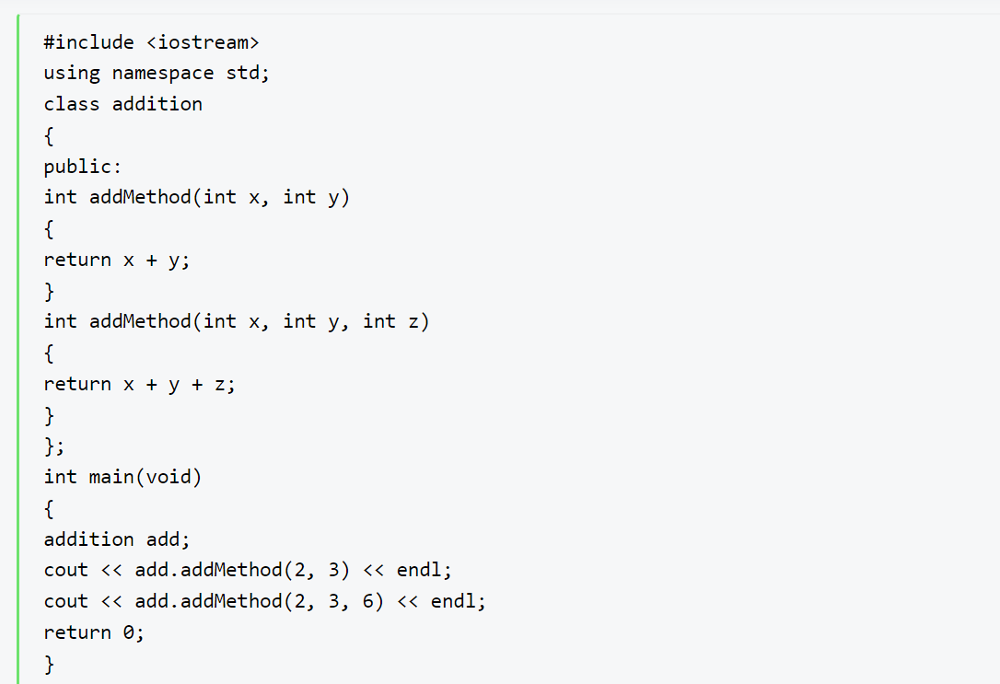 #include <iostream>
using namespace std;
class addition
{
public:
int addMethod(int x, int y)
{
return x + y;
}
int addMethod(int x, int y, int z)
{
return x + y + z;
}
};
int main(void)
{
addition add;
cout << add.addMethod(2, 3) << endl;
cout << add.addMethod(2, 3, 6) << endl;
return 0;
}